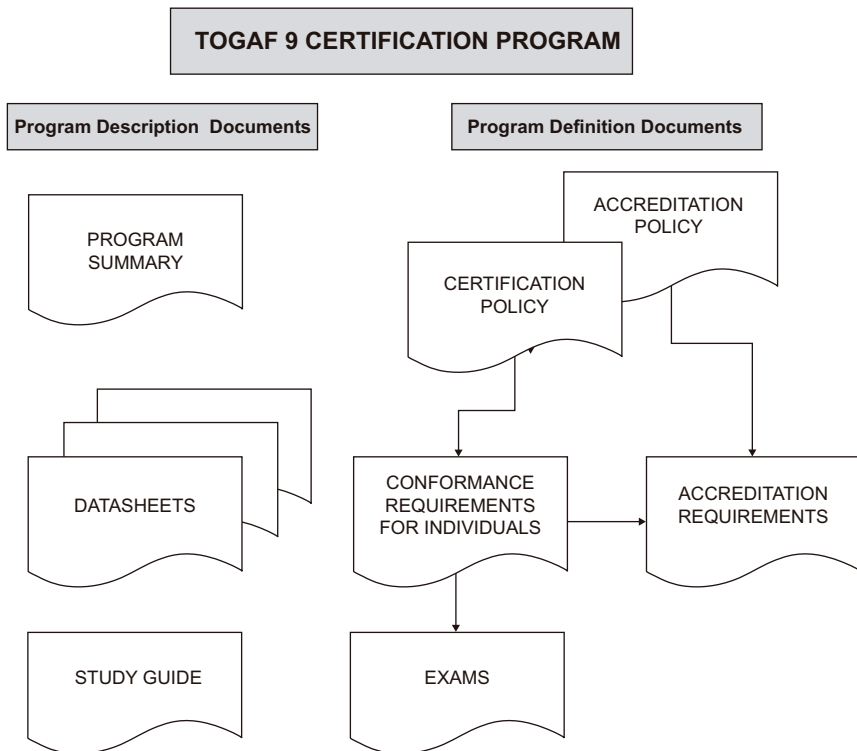 TOGAF 9 CERTIFICATION PROGRAM
Program Description Documents
Program Definition Documents
PROGRAM
SUMMARY
ACCREDITATION
POLICY
CERTIFICATION
POLICY
DATASHEETS
CONFORMANCE
REQUIREMENTS
FOR INDIVIDUALS
ACCREDITATION
REQUIREMENTS
STUDY GUIDE
EXAMS